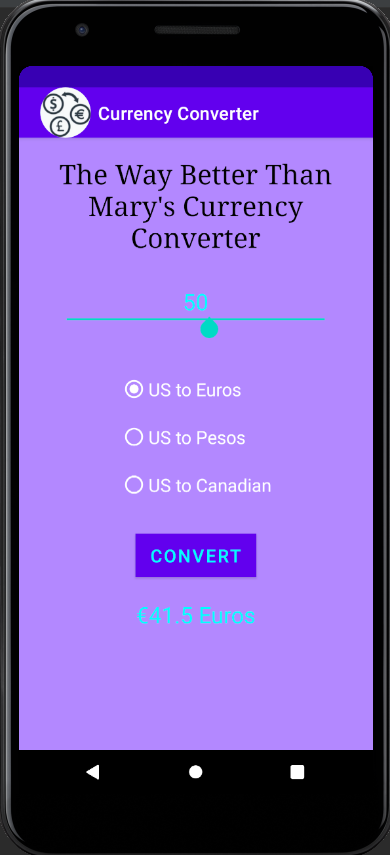 $
€
£
Currency Converter
The Way Better Than
Mary's Currency
Converter
50
US to Euros
US to Pesos
US to Canadian
CONVERT
€41.5 Euros